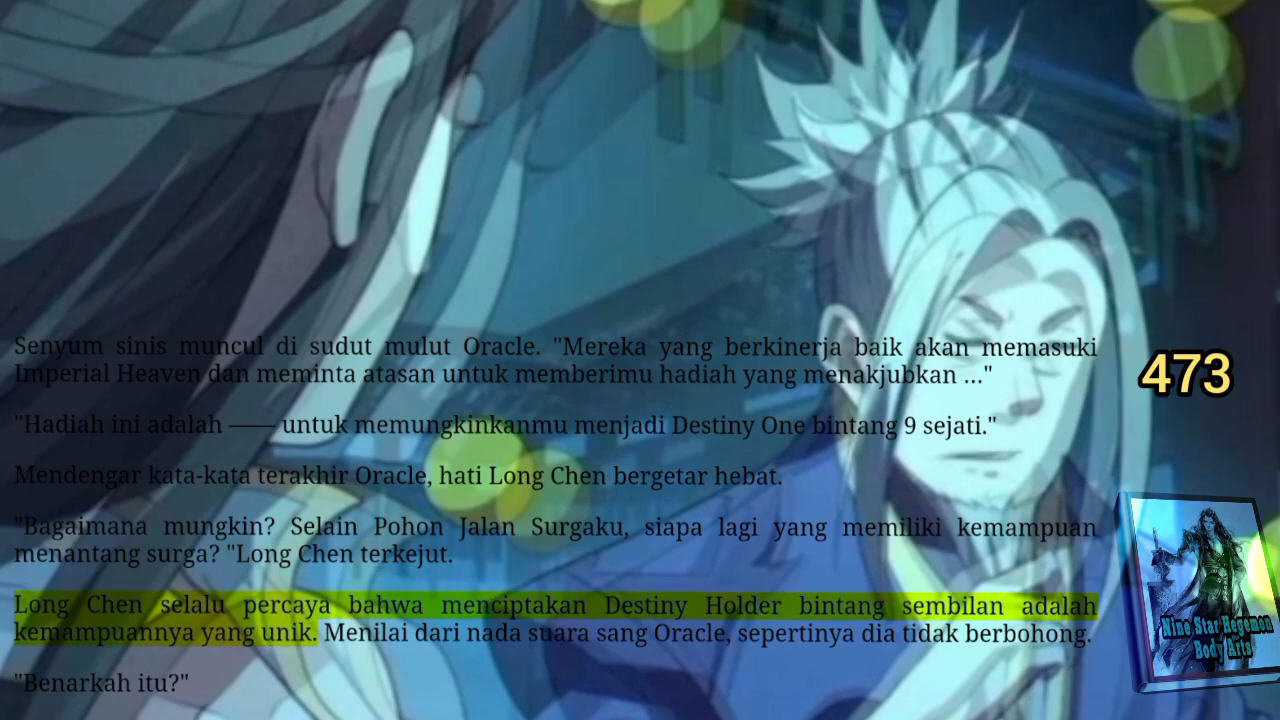 Senyum sinis muncul di sudut mulut Oracle. "Mereka yang berkinerja baik akan memasuki
Imperial Heaven dan meminta atasan untuk memberimu hadiah yang menakjubkan ..."
"Hadiah ini adalah —— untuk memungkinkanmu menjadi Destiny One bintang 9 sejati."
Mendengar kata-kata terakhir Oracle, hati Long Chen bergetar hebat.
"Bagaimana mungkin? Selain Pohon Jalan Surgaku, siapa lagi yang memiliki kemampuan
menantang surga? "Long Chen terkejut.
Long Chen selalu percaya bahwa menciptakan Destiny Holder bintang sembilan adalah
kemampuannya yang unik. Menilai dari nada suara sang Oracle, sepertinya dia tidak berbohong.
"Benarkah itu?"
473
Nine Star Hegemon
Body Arts